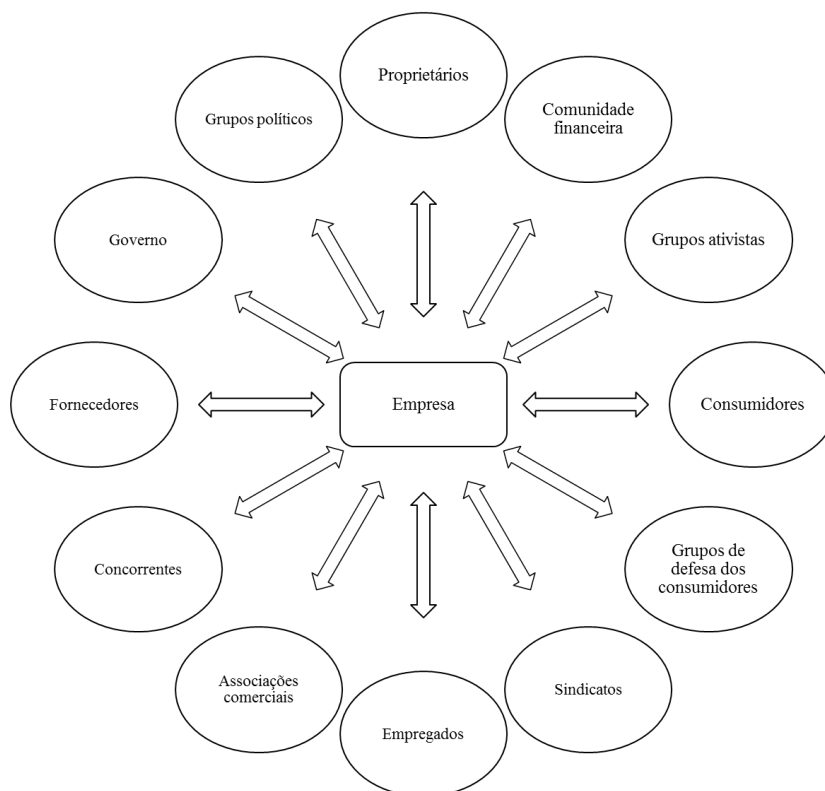 Proprietários
Comunidade
financeira
Grupos políticos
Grupos ativistas
Governo
Fornecedores
Empresa
Consumidores
Concorrentes
Grupos de
defesa dos
consumidores
Associações
comerciais
Sindicatos
Empregados